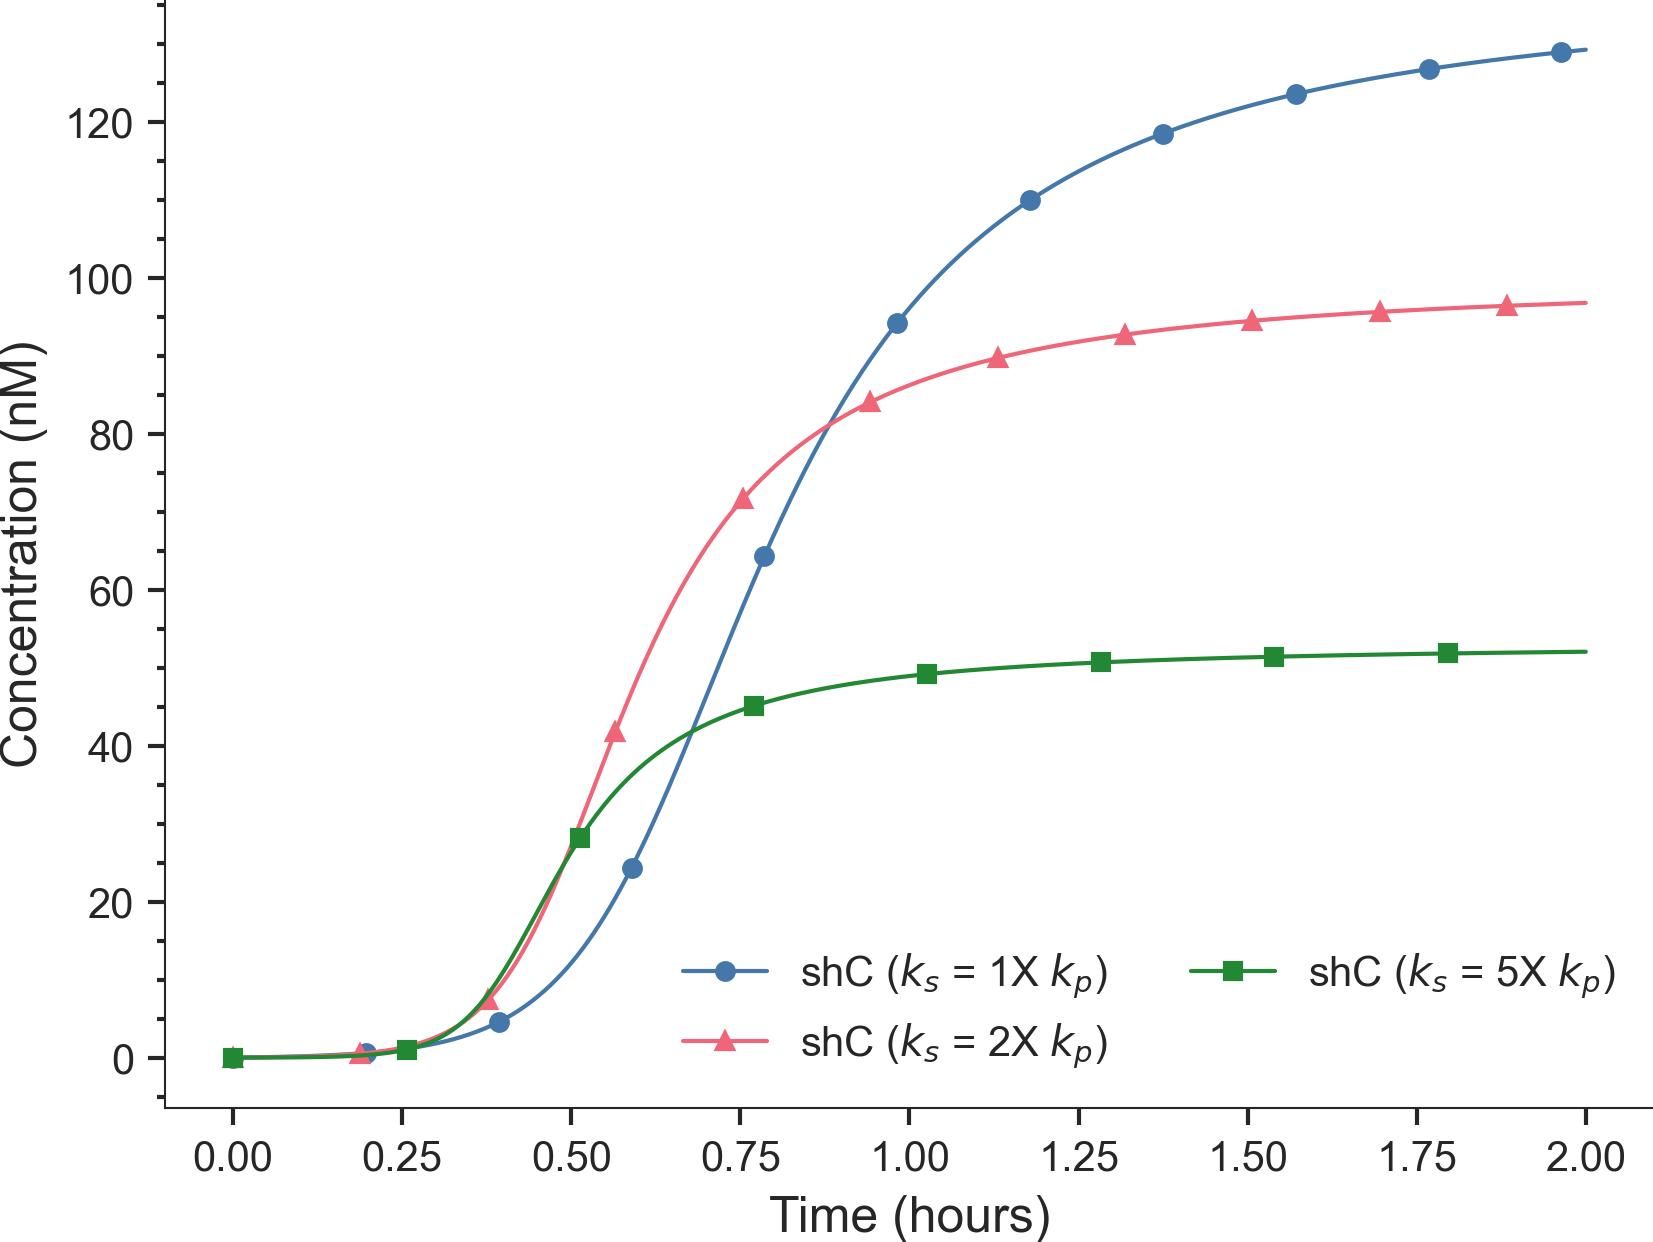 Concentration (nM)
120
100
80
60
40
20
0
shC (kₛ = 1X kₚ)
shC (kₛ = 2X kₚ)
shC (kₛ = 5X kₚ)
0.00 0.25 0.50 0.75 1.00 1.25 1.50 1.75 2.00
Time (hours)